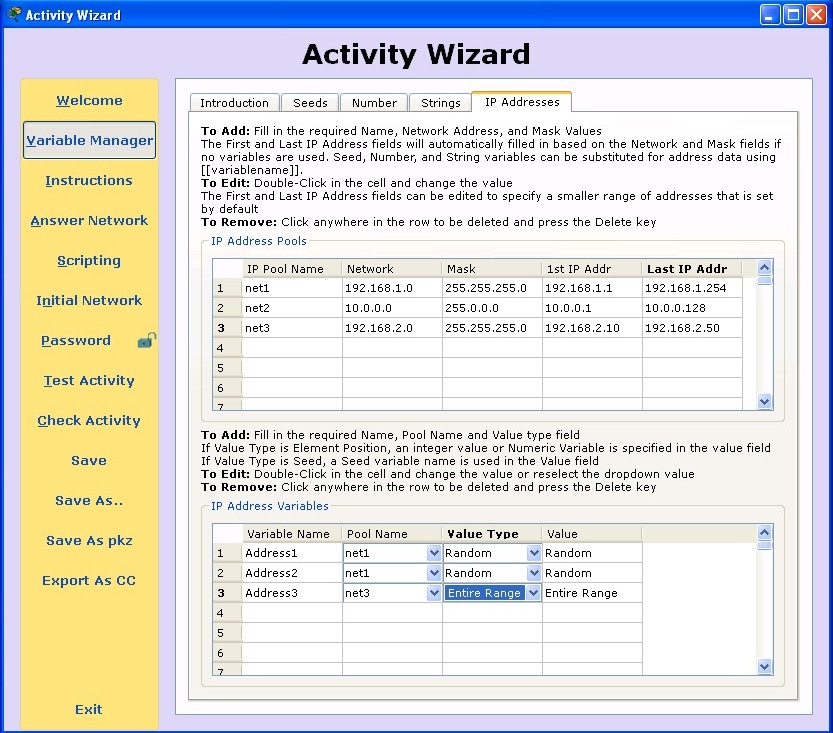 Activity Wizard
Activity Wizard
Welcome
Variable Manager
Instructions
Answer Network
Scripting
Initial Network
Password
Test Activity
Check Activity
Save
Save As..
Save As pkz
Export As CC
Exit
Introduction Seeds Number Strings IP Addresses
To Add: Fill in the required Name, Network Address, and Mask Values
The First and Last IP Address fields will automatically filled in based on the Network and Mask fields if
no variables are used. Seed, Number, and String variables can be substituted for address data using
[[variablename]].
To Edit: Double-Click in the cell and change the value
The First and Last IP Address fields can be edited to specify a smaller range of addresses that is set
by default
To Remove: Click anywhere in the row to be deleted and press the Delete key
IP Address Pools
IP Pool Name Network Mask 1st IP Addr Last IP Addr
1 net1 192.168.1.0 255.255.255.0 192.168.1.1 192.168.1.254
2 net2 10.0.0.0 255.0.0.0 10.0.0.1 10.0.0.128
3 net3 192.168.2.0 255.255.255.0 192.168.2.10 192.168.2.50
4
5
6
7
To Add: Fill in the required Name, Pool Name and Value type field
If Value Type is Element Position, an integer value or Numeric Variable is specified in the value field
If Value Type is Seed, a Seed variable name is used in the Value field
To Edit: Double-Click in the cell and change the value or reselect the dropdown value
To Remove: Click anywhere in the row to be deleted and press the Delete key
IP Address Variables
Variable Name Pool Name Value Type Value
1 Address1 net1 Random Random
2 Address2 net1 Random Random
3 Address3 net3 Entire Range Entire Range
4
5
6
7